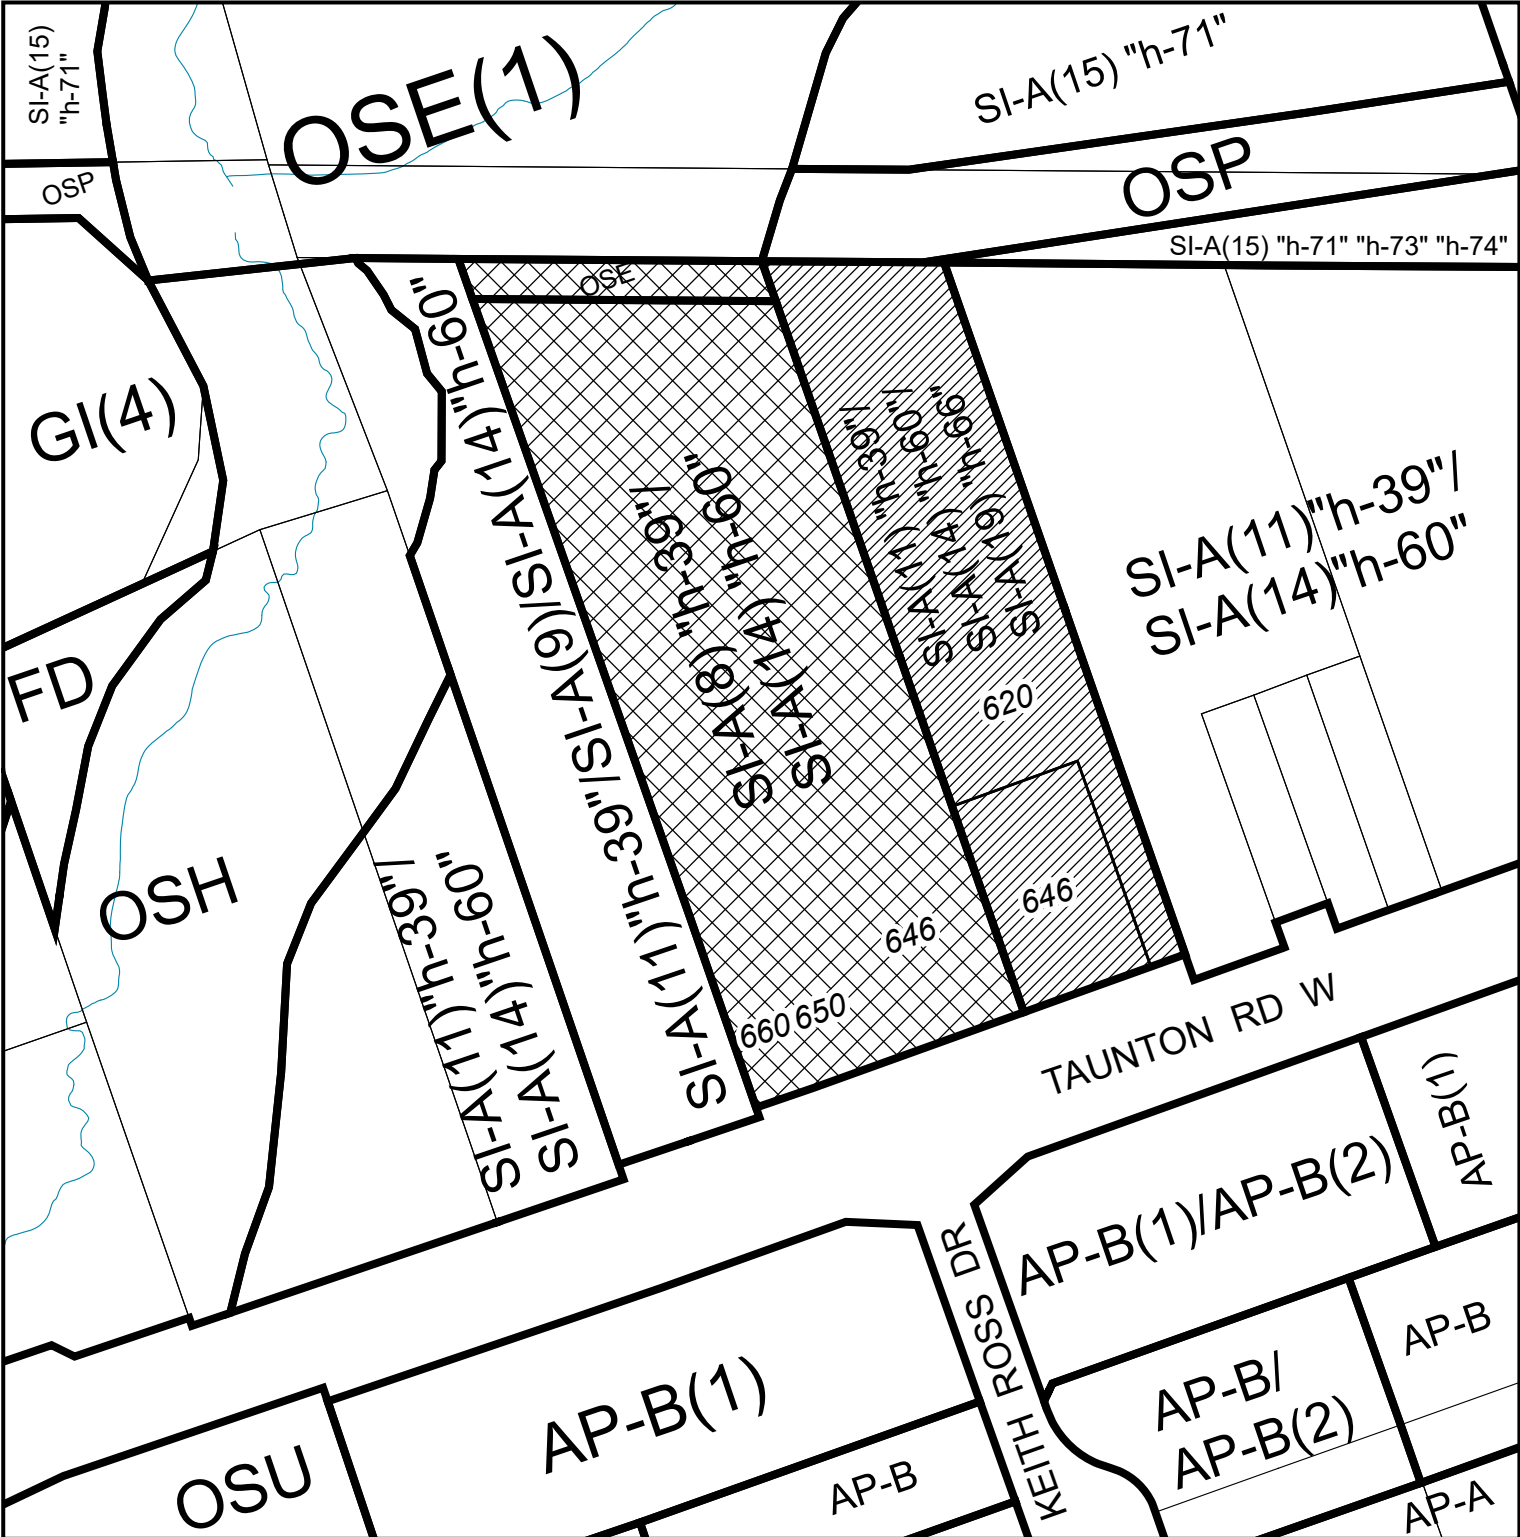 SI-A(15)
"h-71"
OSE(1)
SI-A(15) "h-71"
OSP
OSP
SI-A(15) "h-71" "h-73" "h-74"
OSE
GI(4)
SI-A(11)"h-39"/SI-A(9)/SI-A(14)"h-60"
SI-A(8) "h-39"/
SI-A(14) "h-60"
SI-A(11) "h-39"/
SI-A(14) "h-60"/
SI-A(19) "h-66"
SI-A(11)"h-39"/
SI-A(14)"h-60"
FD
620
OSH
SI-A(11)"h-39"/
SI-A(14)"h-60"
646
646
650
660
TAUNTON RD W
AP-B(1)
AP-B(1)/AP-B(2)
KEITH ROSS DR
AP-B
AP-B(1)
AP-B/
AP-B(2)
OSU
AP-B
AP-A